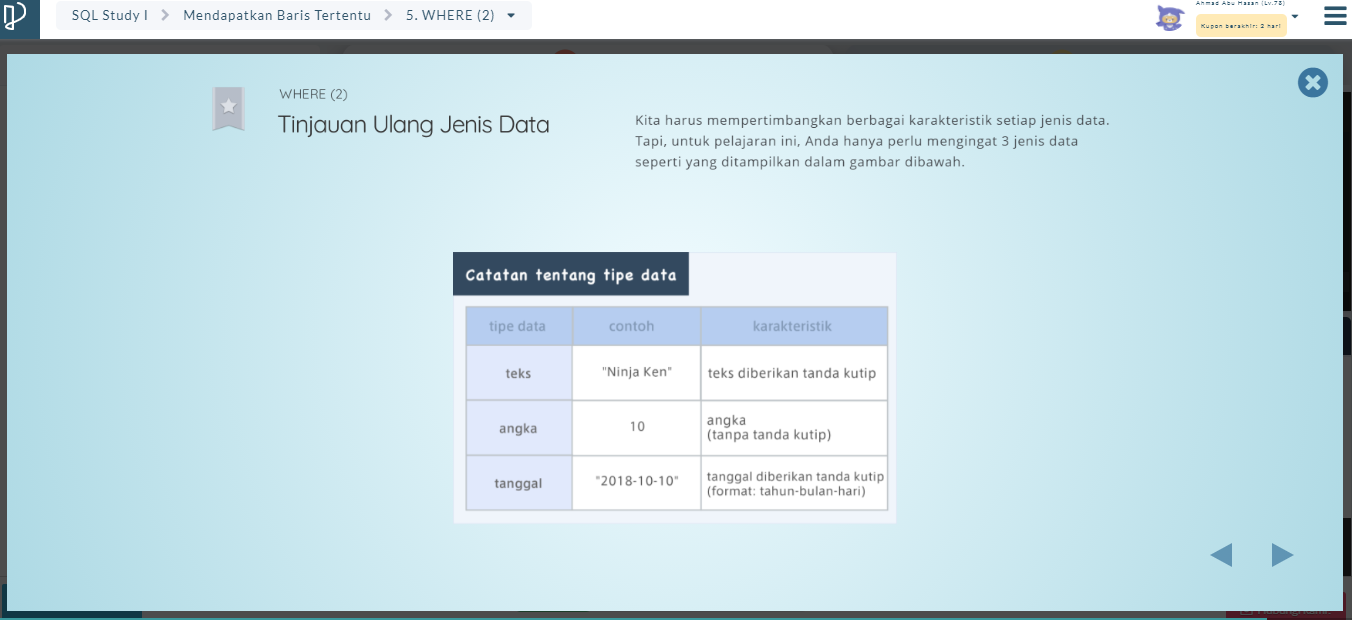 SQL Study I
Mendapatkan Baris Tertentu
5. WHERE (2)
Ahmad Abu Hasan (Lv.78)
Kupon berakhir: 2 hari
WHERE (2)
Tinjauan Ulang Jenis Data
Kita harus mempertimbangkan berbagai karakteristik setiap jenis data.
Tapi, untuk pelajaran ini, Anda hanya perlu mengingat 3 jenis data
seperti yang ditampilkan dalam gambar dibawah.
Catatan tentang tipe data
tipe data contoh karakteristik
teks "Ninja Ken" teks diberikan tanda kutip
angka 10 angka
(tanpa tanda kutip)
tanggal "2018-10-10" tanggal diberikan tanda kutip
(format: tahun-bulan-hari)